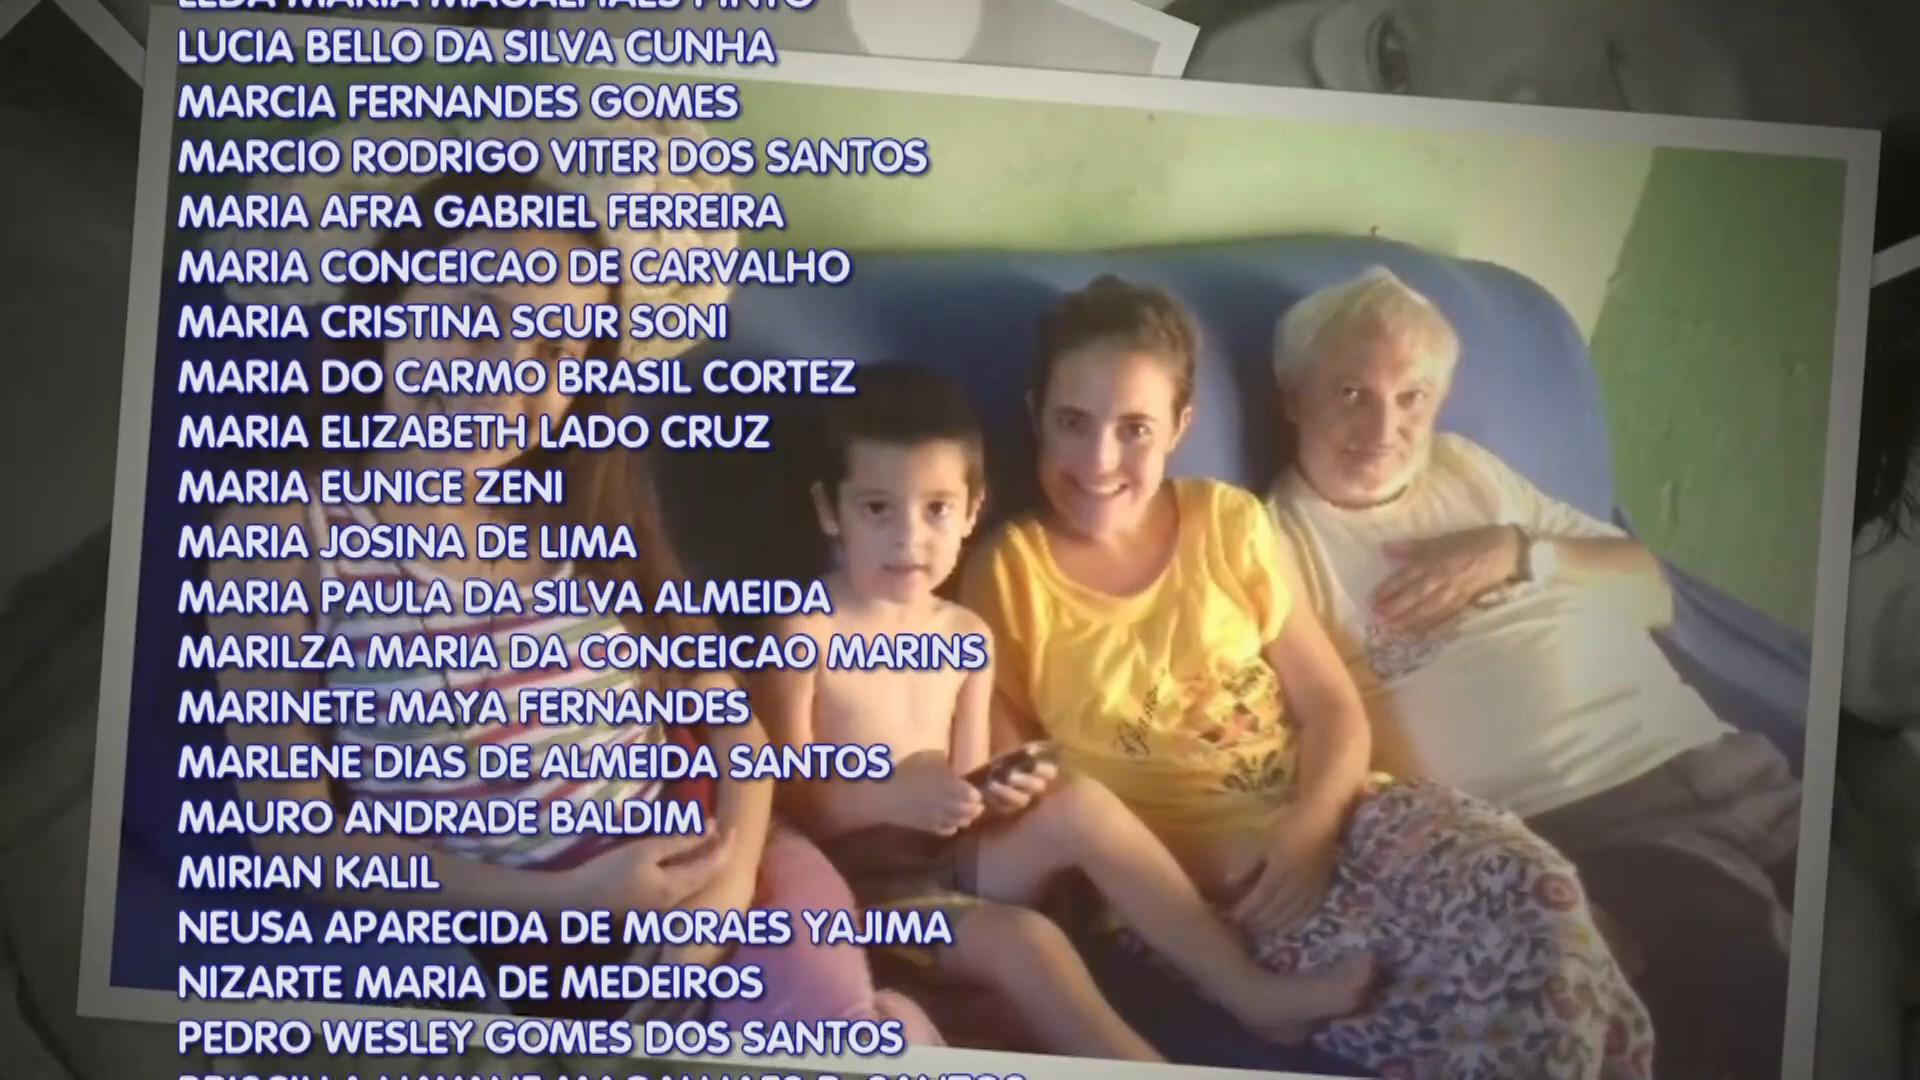 LUCIA BELLO DA SILVA CUNHA
MARCIA FERNANDES GOMES
MARCIO RODRIGO VITER DOS SANTOS
MARIA AFRA GABRIEL FERREIRA
MARIA CONCEICAO DE CARVALHO
MARIA CRISTINA SCUR SONI
MARIA DO CARMO BRASIL CORTEZ
MARIA ELIZABETH LADO CRUZ
MARIA EUNICE ZENI
MARIA JOSINA DE LIMA
MARIA PAULA DA SILVA ALMEIDA
MARILZA MARIA DA CONCEICAO MARINS
MARINETE MAYA FERNANDES
MARLENE DIAS DE ALMEIDA SANTOS
MAURO ANDRADE BALDIM
MIRIAN KALIL
NEUSA APARECIDA DE MORAES YAJIMA
NIZARTE MARIA DE MEDEIROS
PEDRO WESLEY GOMES DOS SANTOS